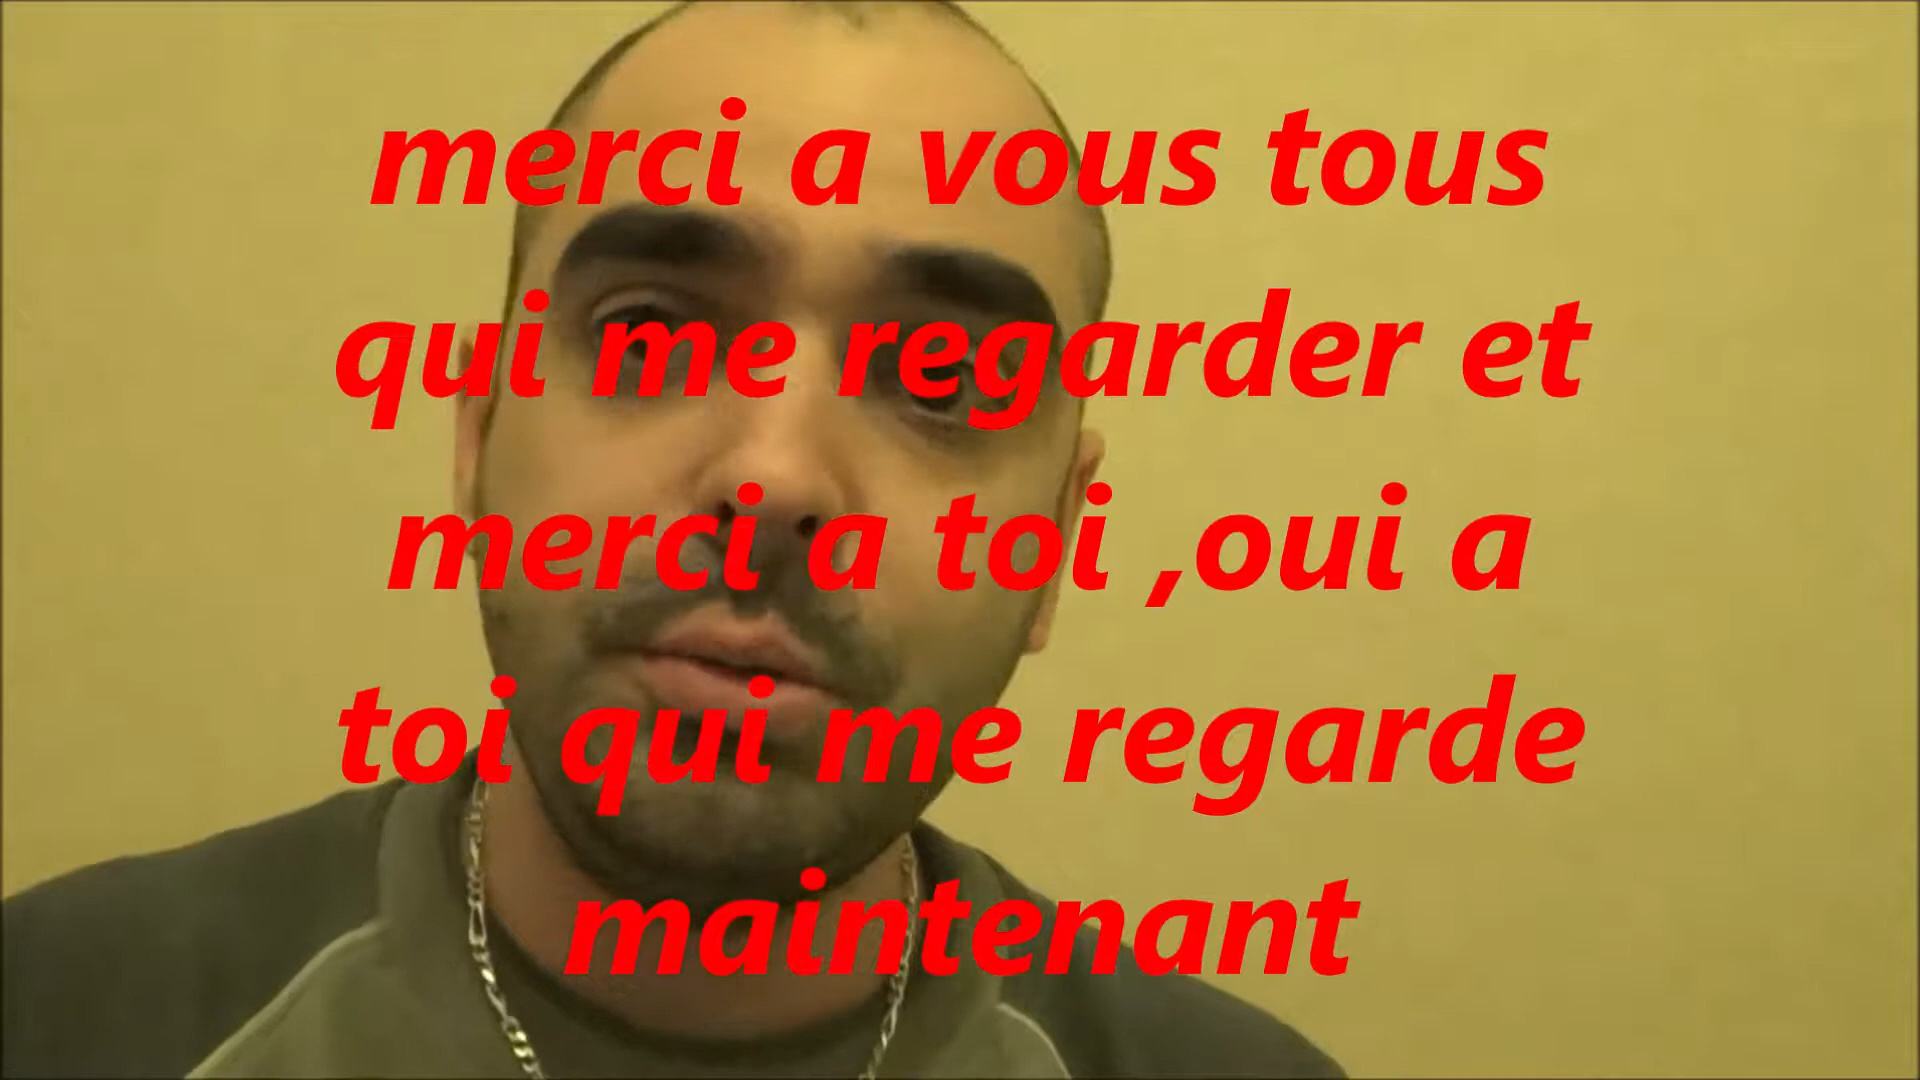 merci a vous tous
qui me regarder et
merci a toi ,oui a
toi qui me regarde
maintenant